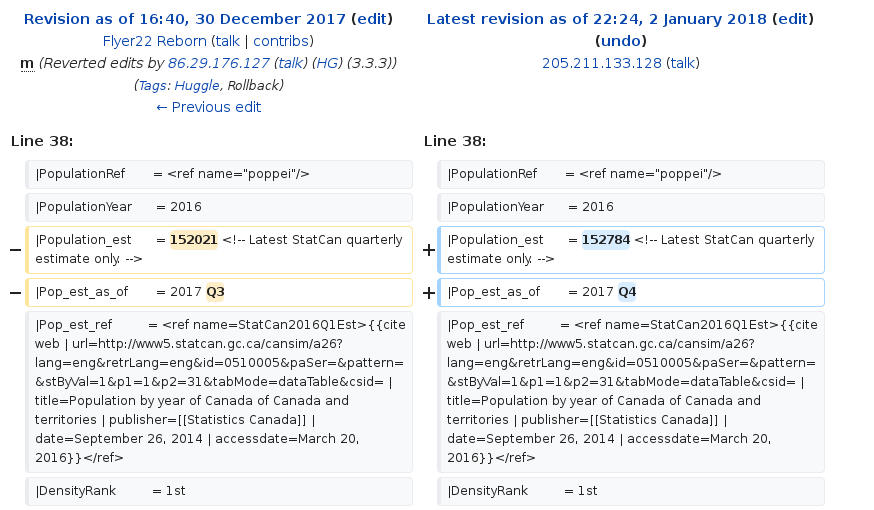 Revision as of 16:40, 30 December 2017 (edit)
Flyer22 Reborn (talk | contribs)
m (Reverted edits by 86.29.176.127 (talk) (HG) (3.3.3))
(Tags: Huggle, Rollback)
← Previous edit
Latest revision as of 22:24, 2 January 2018 (edit)
(undo)
205.211.133.128 (talk)
Line 38:
Line 38:
|PopulationRef = <ref name="poppei"/>
|PopulationRef = <ref name="poppei"/>
|PopulationYear = 2016
|PopulationYear = 2016
− |Population_est = 152021 <!-- Latest StatCan quarterly
estimate only. -->
+ |Population_est = 152784 <!-- Latest StatCan quarterly
estimate only. -->
− |Pop_est_as_of = 2017 Q3
+ |Pop_est_as_of = 2017 Q4
|Pop_est_ref = <ref name=StatCan2016Q1Est>{{cite
web | url=http://www5.statcan.gc.ca/cansim/a26?
lang=eng&retrLang=eng&id=0510005&paSer=&pattern=
&stByVal=1&p1=1&p2=31&tabMode=dataTable&csid= |
title=Population by year of Canada of Canada and
territories | publisher=[[Statistics Canada]] |
date=September 26, 2014 | accessdate=March 20,
2016}}</ref>
|Pop_est_ref = <ref name=StatCan2016Q1Est>{{cite
web | url=http://www5.statcan.gc.ca/cansim/a26?
lang=eng&retrLang=eng&id=0510005&paSer=&pattern=
&stByVal=1&p1=1&p2=31&tabMode=dataTable&csid= |
title=Population by year of Canada of Canada and
territories | publisher=[[Statistics Canada]] |
date=September 26, 2014 | accessdate=March 20,
2016}}</ref>
|DensityRank = 1st
|DensityRank = 1st